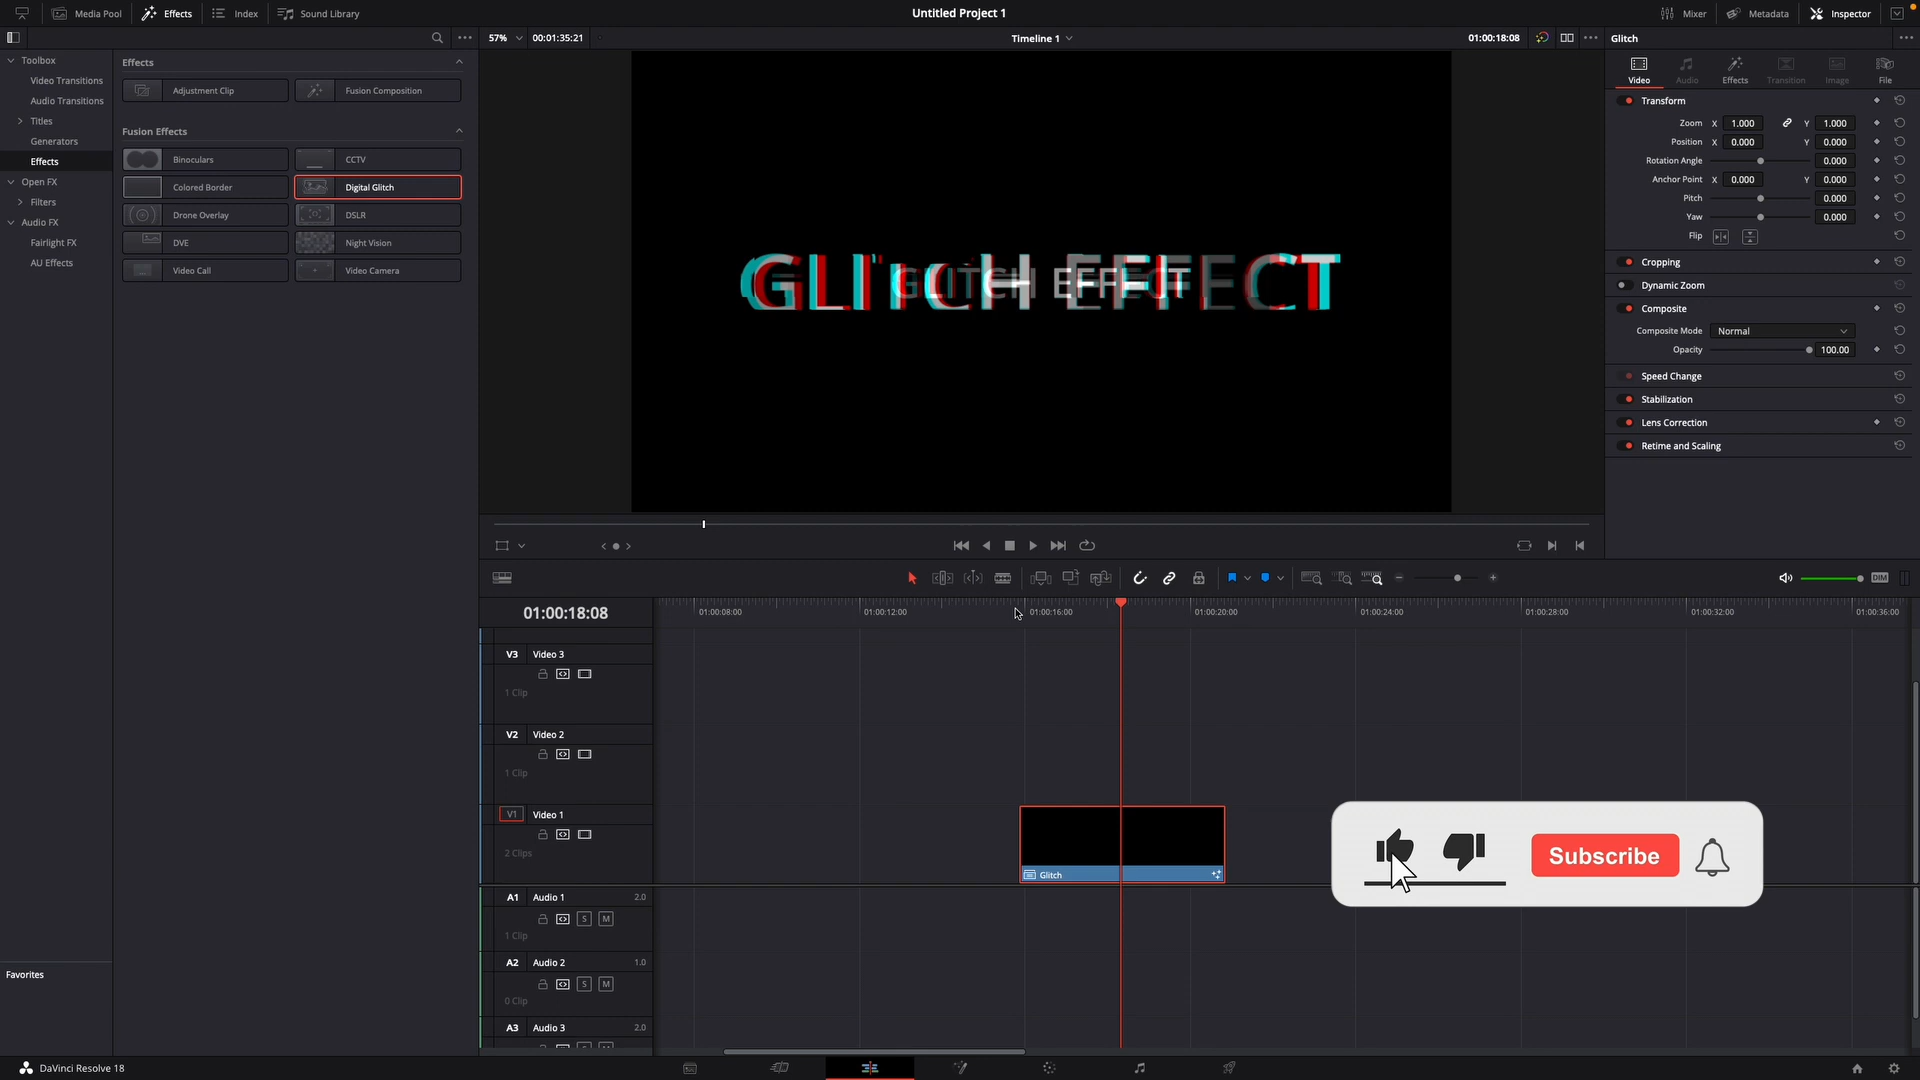 Media Pool
Effects
Index
Sound Library
Untitled Project 1
Mixer
Metadata
Inspector
57%
00:01:35:21
Timeline 1
01:00:18:08
Glitch
Toolbox
Video Transitions
Audio Transitions
Titles
Generators
Effects
Open FX
Filters
Audio FX
Fairlight FX
AU Effects
Favorites
Effects
Adjustment Clip
Fusion Composition
Fusion Effects
Binoculars
CCTV
Colored Border
Digital Glitch
Drone Overlay
DSLR
DVE
Night Vision
Video Call
Video Camera
GLITCH EFFECT
GLITCH EFFECT
Video
Audio
Effects
Transition
Image
File
Transform
Zoom X 1.000 Y 1.000
Position X 0.000 Y 0.000
Rotation Angle 0.000
Anchor Point X 0.000 Y 0.000
Pitch 0.000
Yaw 0.000
Flip
Cropping
Dynamic Zoom
Composite
Composite Mode Normal
Opacity 100.00
Speed Change
Stabilization
Lens Correction
Retime and Scaling
DIM
01:00:18:08
01:00:08:00
01:00:12:00
01:00:16:00
01:00:20:00
01:00:24:00
01:00:28:00
01:00:32:00
01:00:36:00
V3 Video 3
1 Clip
V2 Video 2
1 Clip
V1 Video 1
2 Clips
Glitch
A1 Audio 1 2.0
S M
1 Clip
A2 Audio 2 1.0
S M
0 Clip
A3 Audio 3 2.0
Subscribe
DaVinci Resolve 18